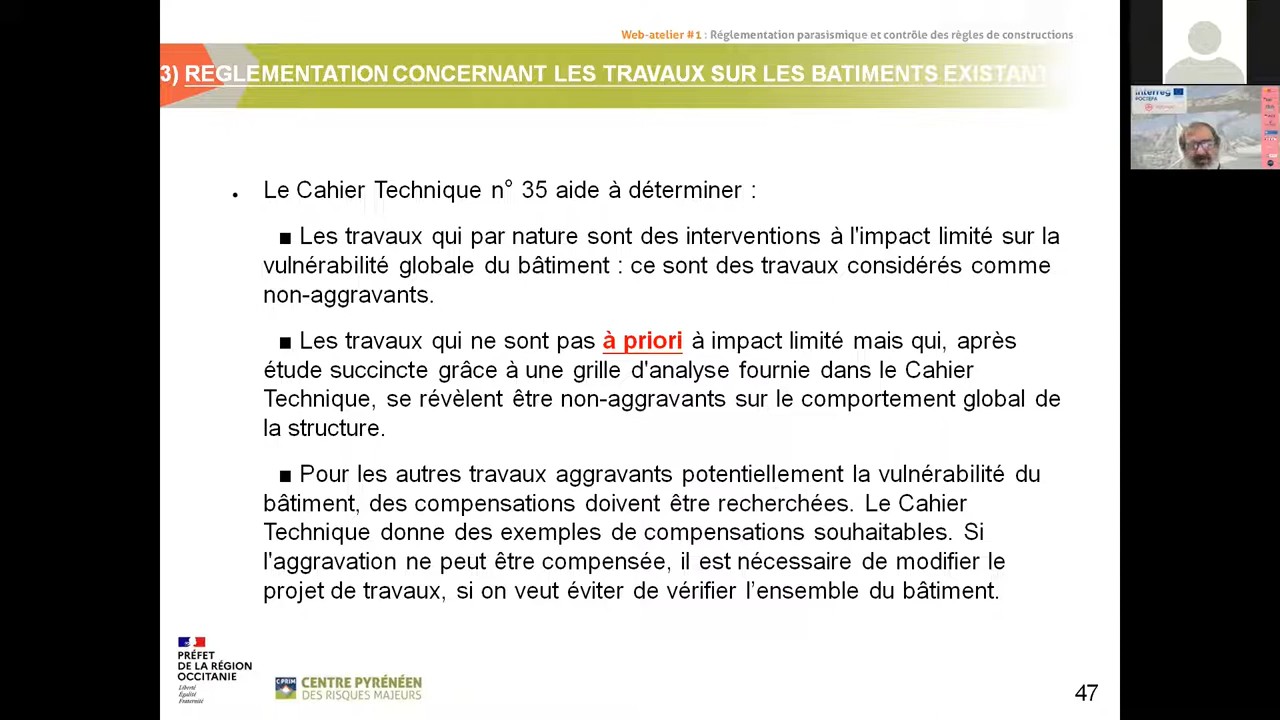 Web-atelier #1 : Réglementation parasismique et contrôle des règles de constructions
3) REGLEMENTATION CONCERNANT LES TRAVAUX SUR LES BATIMENTS EXISTANT
• Le Cahier Technique n° 35 aide à déterminer :
■ Les travaux qui par nature sont des interventions à l'impact limité sur la
vulnérabilité globale du bâtiment : ce sont des travaux considérés comme
non-aggravants.
■ Les travaux qui ne sont pas à priori à impact limité mais qui, après
étude succincte grâce à une grille d'analyse fournie dans le Cahier
Technique, se révèlent être non-aggravants sur le comportement global de
la structure.
■ Pour les autres travaux aggravants potentiellement la vulnérabilité du
bâtiment, des compensations doivent être recherchées. Le Cahier
Technique donne des exemples de compensations souhaitables. Si
l'aggravation ne peut être compensée, il est nécessaire de modifier le
projet de travaux, si on veut éviter de vérifier l’ensemble du bâtiment.
PRÉFET
DE LA RÉGION
OCCITANIE
Liberté
Égalité
Fraternité
CPRIM
CENTRE PYRÉNÉEN
DES RISQUES MAJEURS
47
Interreg
POCTEFA